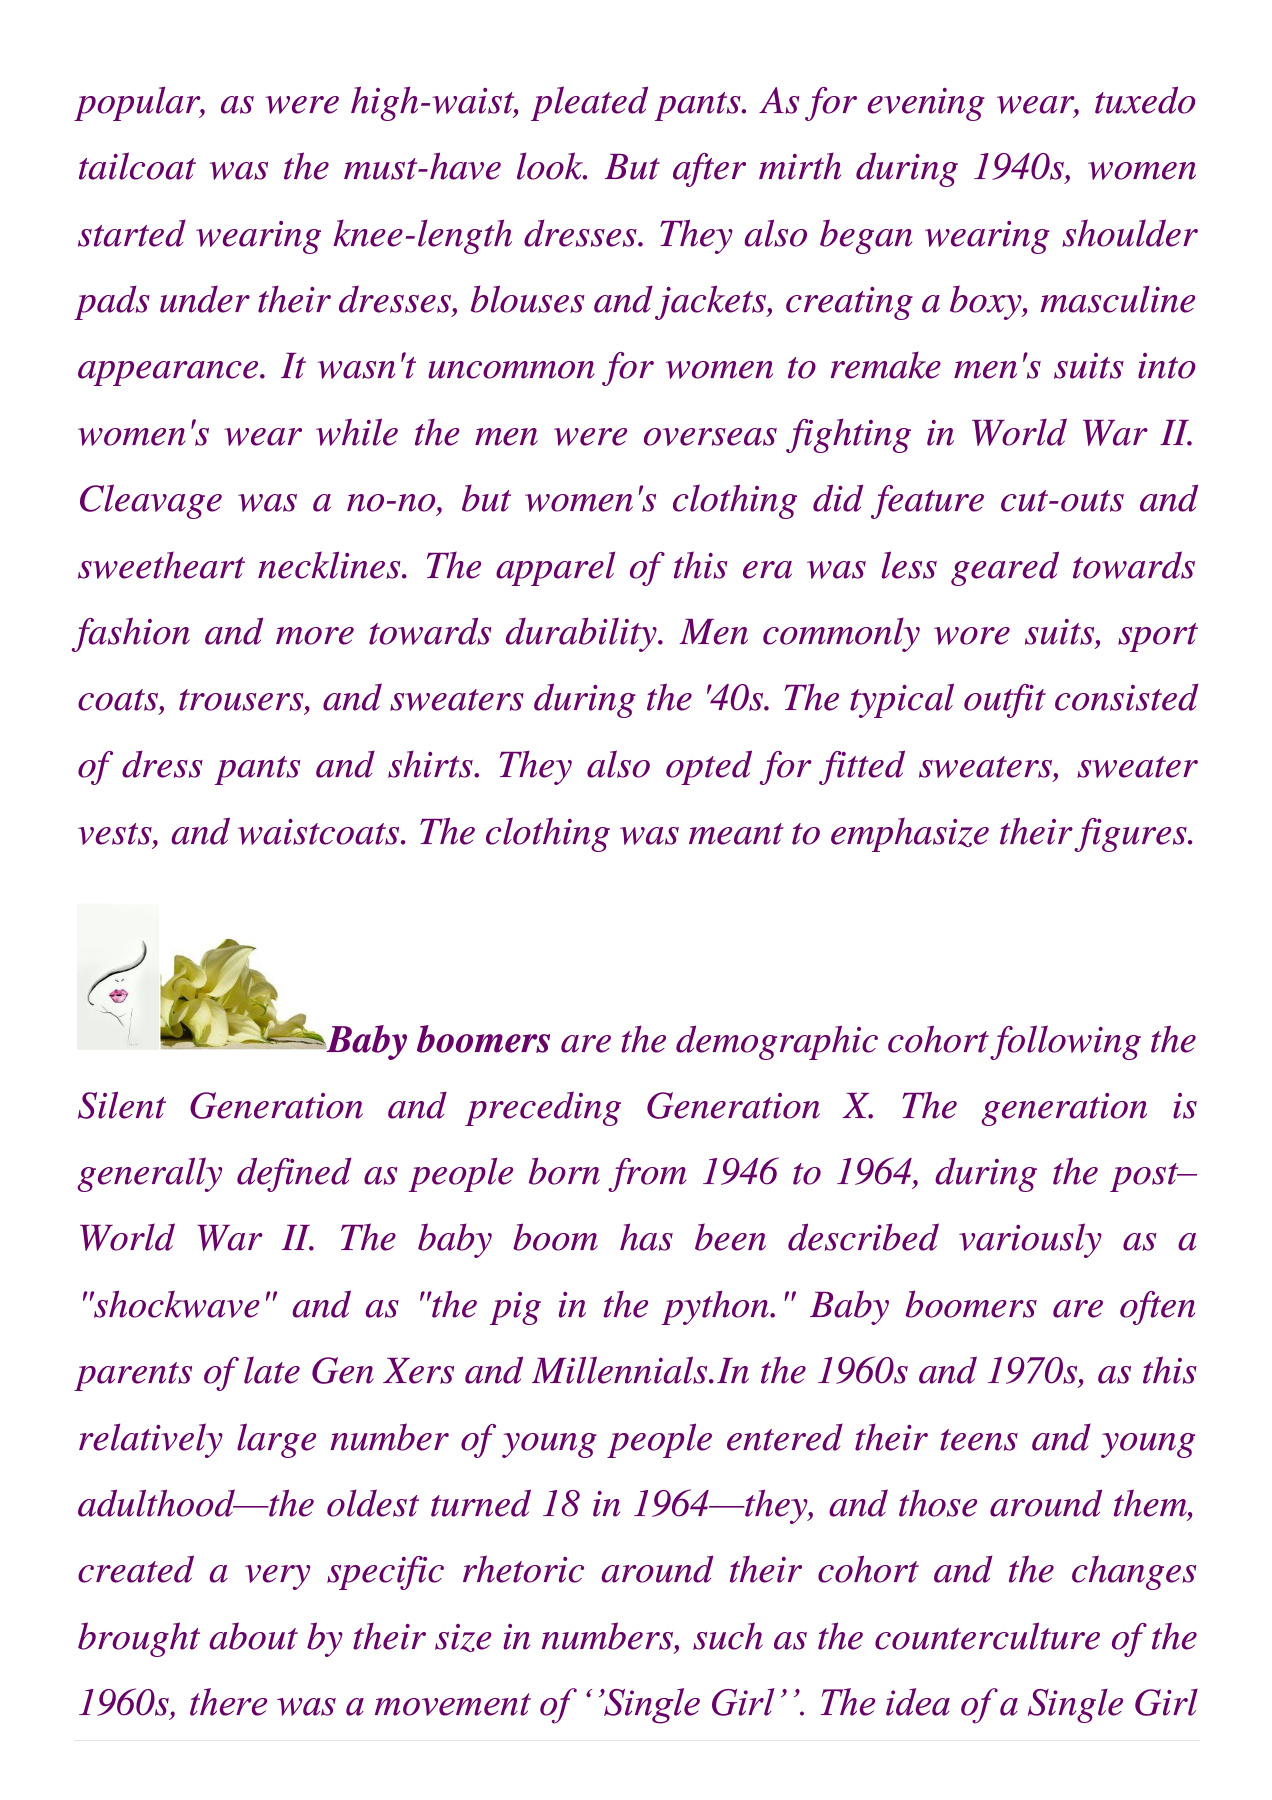 popular, as were high-waist, pleated pants. As for evening wear, tuxedo
tailcoat was the must-have look. But after mirth during 1940s, women
started wearing knee-length dresses. They also began wearing shoulder
pads under their dresses, blouses and jackets, creating a boxy, masculine
appearance. It wasn't uncommon for women to remake men's suits into
women's wear while the men were overseas fighting in World War II.
Cleavage was a no-no, but women's clothing did feature cut-outs and
sweetheart necklines. The apparel of this era was less geared towards
fashion and more towards durability. Men commonly wore suits, sport
coats, trousers, and sweaters during the '40s. The typical outfit consisted
of dress pants and shirts. They also opted for fitted sweaters, sweater
vests, and waistcoats. The clothing was meant to emphasize their figures.
Baby boomers are the demographic cohort following the
Silent Generation and preceding Generation X. The generation is
generally defined as people born from 1946 to 1964, during the post–
World War II. The baby boom has been described variously as a
"shockwave" and as "the pig in the python." Baby boomers are often
parents of late Gen Xers and Millennials.In the 1960s and 1970s, as this
relatively large number of young people entered their teens and young
adulthood—the oldest turned 18 in 1964—they, and those around them,
created a very specific rhetoric around their cohort and the changes
brought about by their size in numbers, such as the counterculture of the
1960s, there was a movement of ‘’Single Girl’’. The idea of a Single Girl